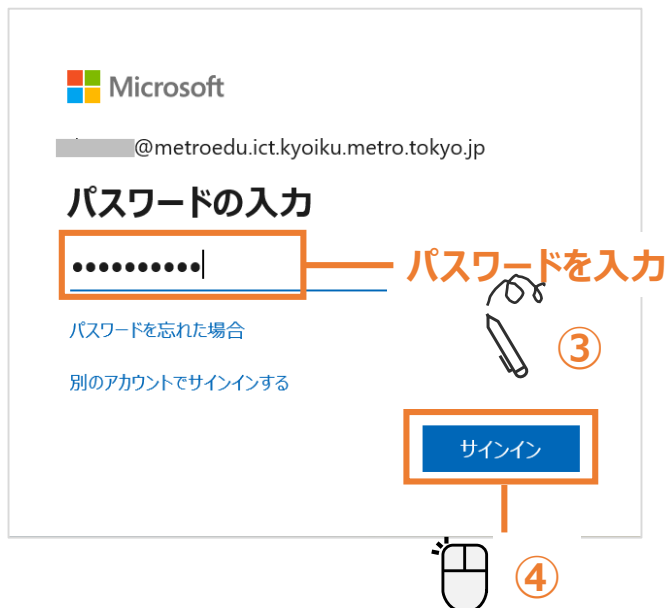 Microsoft
@metroedu.ict.kyoiku.metro.tokyo.jp
パスワードの入力
••••••••••
パスワードを入力
③
パスワードを忘れた場合
別のアカウントでサインインする
サインイン
④